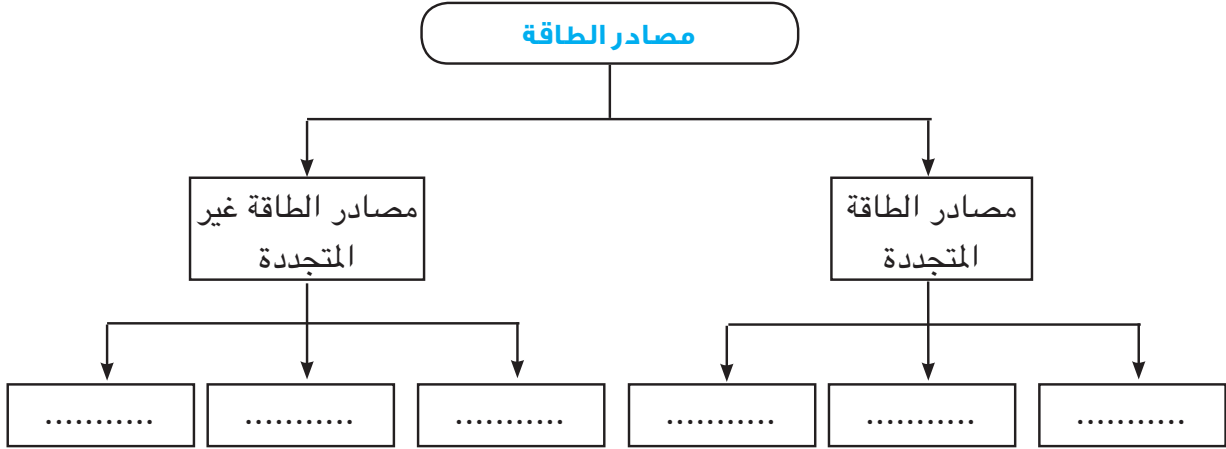 مصادر الطاقة
مصادر الطاقة
المتجددة
مصادر الطاقة غير
المتجددة
...........
...........
...........
...........
...........
...........